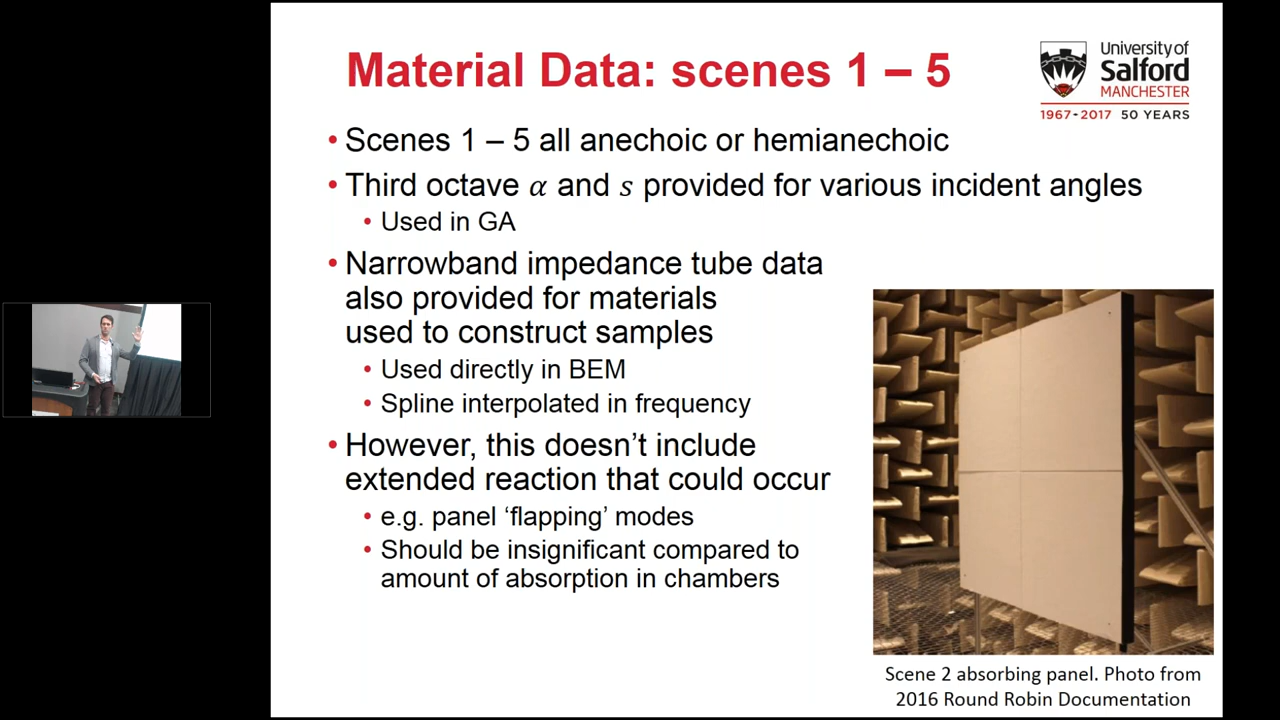 Material Data: scenes 1 – 5
University of
Salford
MANCHESTER
1967-2017 50 YEARS
• Scenes 1 – 5 all anechoic or hemianechoic
• Third octave α and s provided for various incident angles
• Used in GA
• Narrowband impedance tube data
also provided for materials
used to construct samples
• Used directly in BEM
• Spline interpolated in frequency
• However, this doesn’t include
extended reaction that could occur
• e.g. panel ‘flapping’ modes
• Should be insignificant compared to
amount of absorption in chambers
Scene 2 absorbing panel. Photo from
2016 Round Robin Documentation